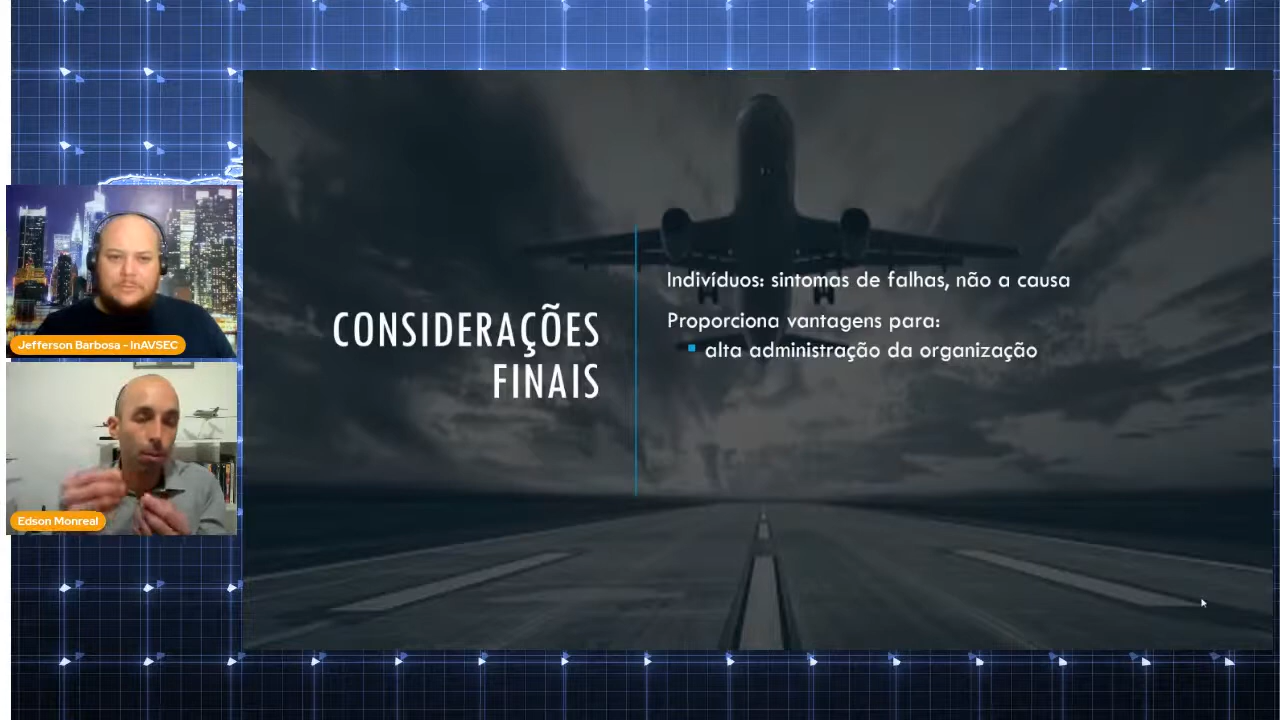 Jefferson Barbosa - InAVSEC
Edson Monreal
CONSIDERAÇÕES
FINAIS
Indivíduos: sintomas de falhas, não a causa
Proporciona vantagens para:
alta administração da organização